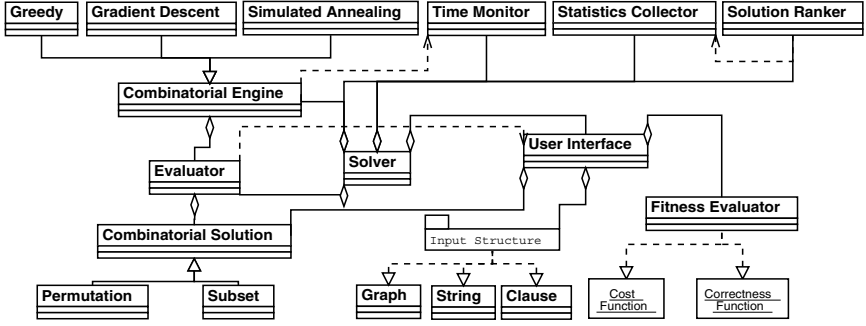 Greedy
Gradient Descent
Simulated Annealing
Time Monitor
Statistics Collector
Solution Ranker
Combinatorial Engine
Evaluator
Solver
User Interface
Combinatorial Solution
Input Structure
Fitness Evaluator
Permutation
Subset
Graph
String
Clause
Cost
Function
Correctness
Function